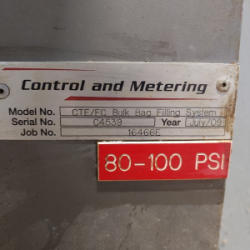 Control and Metering
Model No. CTE/FC Bulk Bag Filling System
Serial No. C4539 Year July/09
Job No. 16466E
80-100 PSI